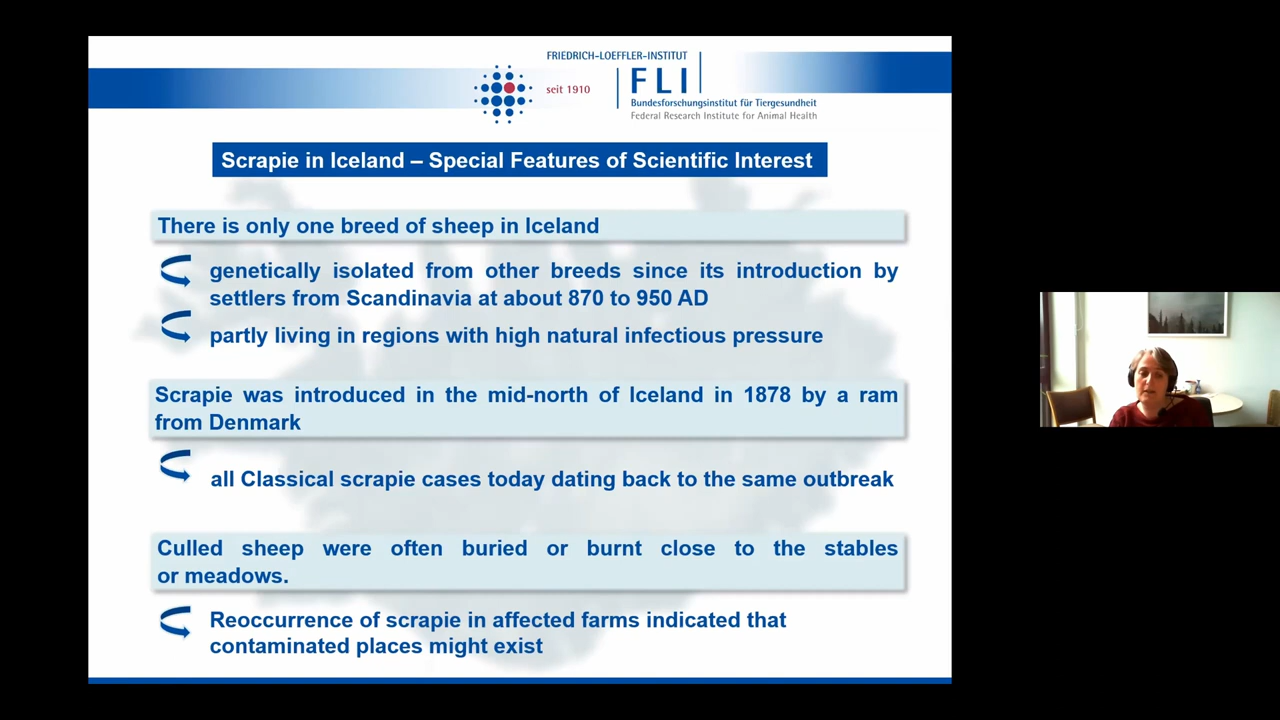 FRIEDRICH-LOEFFLER-INSTITUT
FLI
seit 1910
Bundesforschungsinstitut für Tiergesundheit
Federal Research Institute for Animal Health
Scrapie in Iceland – Special Features of Scientific Interest
There is only one breed of sheep in Iceland
genetically isolated from other breeds since its introduction by
settlers from Scandinavia at about 870 to 950 AD
partly living in regions with high natural infectious pressure
Scrapie was introduced in the mid-north of Iceland in 1878 by a ram
from Denmark
all Classical scrapie cases today dating back to the same outbreak
Culled sheep were often buried or burnt close to the stables
or meadows.
Reoccurrence of scrapie in affected farms indicated that
contaminated places might exist